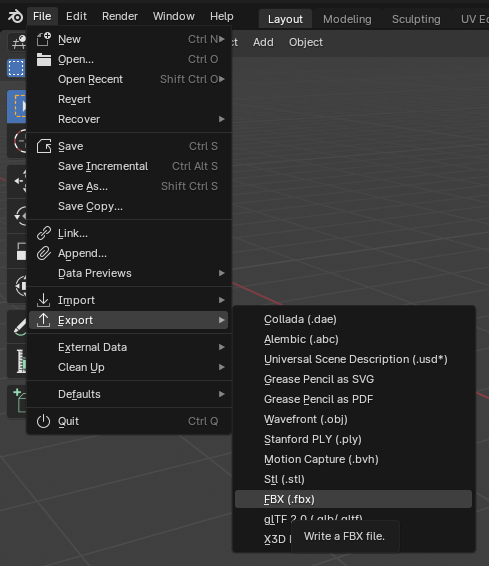 File Edit Render Window Help Layout Modeling Sculpting UV
New Ctrl N
Add Object
Open... Ctrl O
Open Recent Shift Ctrl O
Revert
Recover
Save Ctrl S
Save Incremental Ctrl Alt S
Save As... Shift Ctrl S
Save Copy...
Link...
Append...
Data Previews
Import
Export
External Data
Clean Up
Defaults
Quit Ctrl Q
Collada (.dae)
Alembic (.abc)
Universal Scene Description (.usd*)
Grease Pencil as SVG
Grease Pencil as PDF
Wavefront (.obj)
Stanford PLY (.ply)
Motion Capture (.bvh)
Stl (.stl)
FBX (.fbx)
glTF 2.0 (.glb/.gltf)
X3D
Write a FBX file.